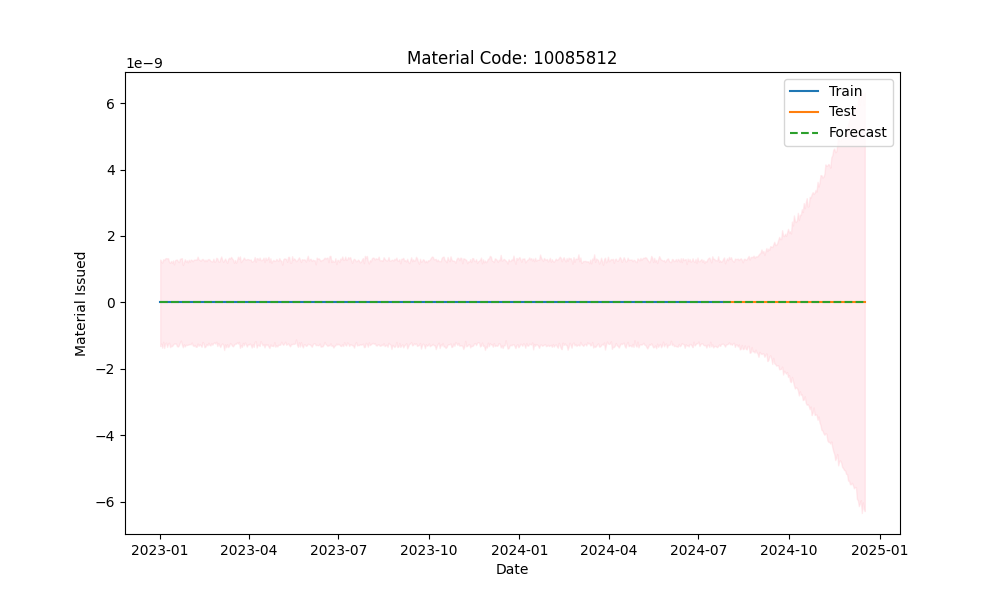 Material Code: 10085812
1e−9
Train
Test
Forecast
6
4
2
0
−2
−4
−6
Material Issued
2023-01 2023-04 2023-07 2023-10 2024-01 2024-04 2024-07 2024-10 2025-01
Date